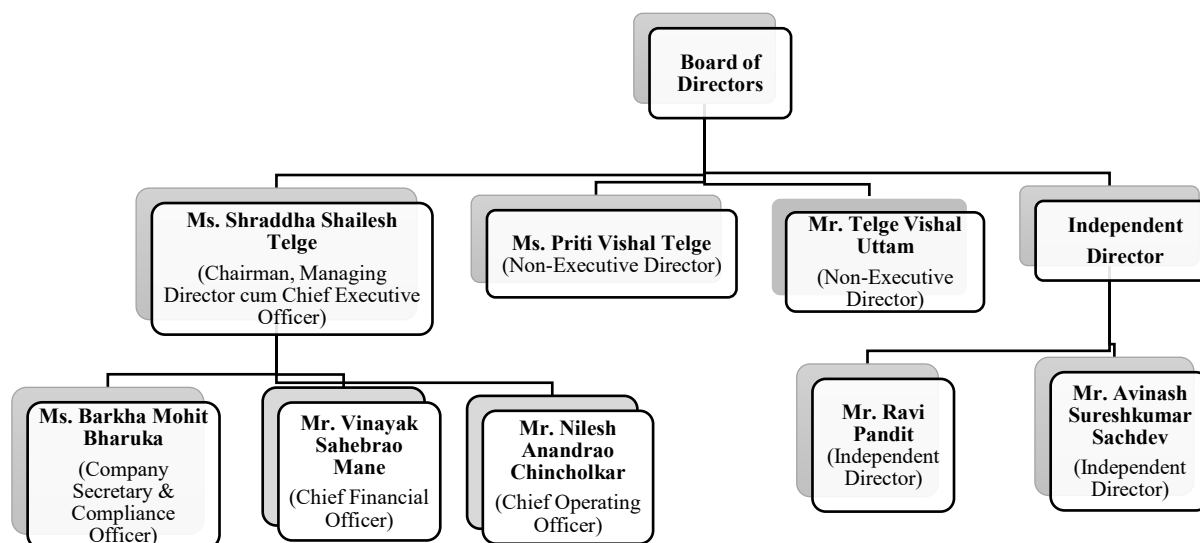 Board of
Directors
Ms. Shraddha Shailesh
Telge
(Chairman, Managing
Director cum Chief Executive
Officer)
Ms. Priti Vishal Telge
(Non-Executive Director)
Mr. Telge Vishal
Uttam
(Non-Executive
Director)
Independent
Director
Ms. Barkha Mohit
Bharuka
(Company
Secretary &
Compliance
Officer)
Mr. Vinayak
Sahebrao
Mane
(Chief Financial
Officer)
Mr. Nilesh
Anandrao
Chincholkar
(Chief Operating
Officer)
Mr. Ravi
Pandit
(Independent
Director)
Mr. Avinash
Sureshkumar
Sachdev
(Independent
Director)